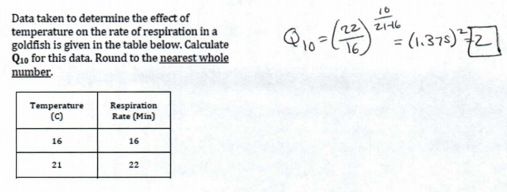 Data taken to determine the effect of
temperature on the rate of respiration in a
goldfish is given in the table below. Calculate
Q10 for this data. Round to the nearest whole
number.
Q10 = (22/16)^(10/21-16) = (1.375)² = 2
Temperature (C) Respiration Rate (Min)
16 16
21 22